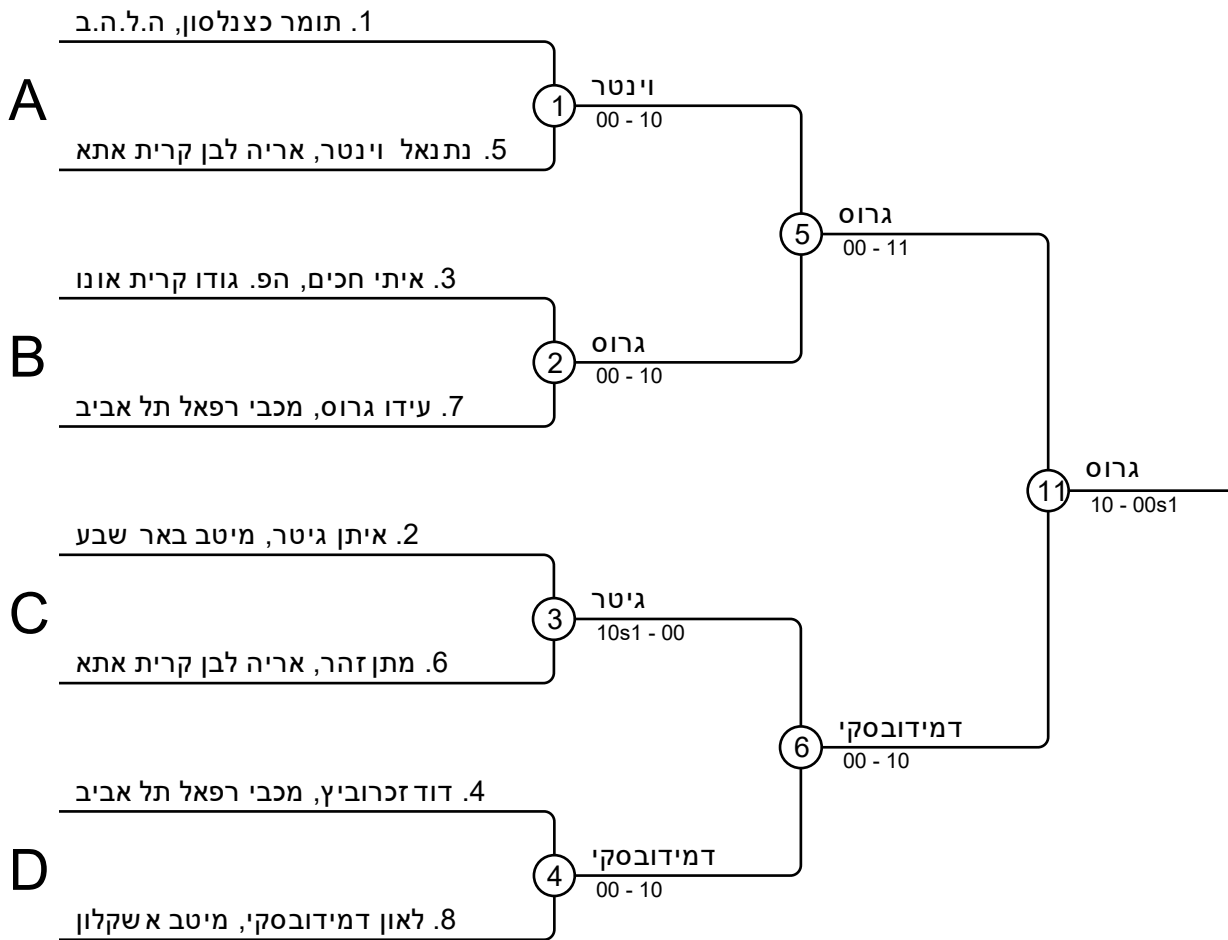 1. תומר כצנלסון, ה.ל.ה.ב
A
1
וינטר
00 - 10
5. נתנאל וינטר, אריה לבן קרית אתא
5
גרוס
00 - 11
3. איתי חכים, הפ. גודו קרית אונו
B
2
גרוס
00 - 10
7. עידו גרוס, מכבי רפאל תל אביב
11
גרוס
10 - 00s1
2. איתן גיטר, מיטב באר שבע
C
3
גיטר
10s1 - 00
6. מתן זהר, אריה לבן קרית אתא
6
דמידובסקי
00 - 10
4. דוד זכרוביץ, מכבי רפאל תל אביב
D
4
דמידובסקי
00 - 10
8. לאון דמידובסקי, מיטב אשקלון